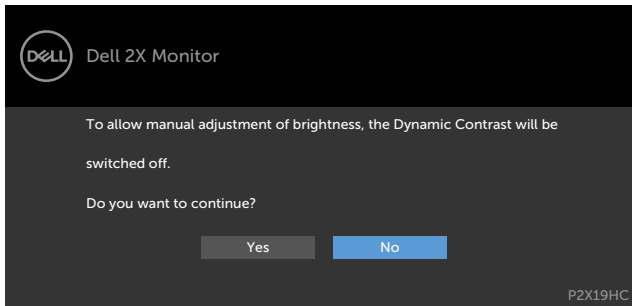 DELL Dell 2X Monitor
To allow manual adjustment of brightness, the Dynamic Contrast will be
switched off.
Do you want to continue?
Yes No
P2X19HC